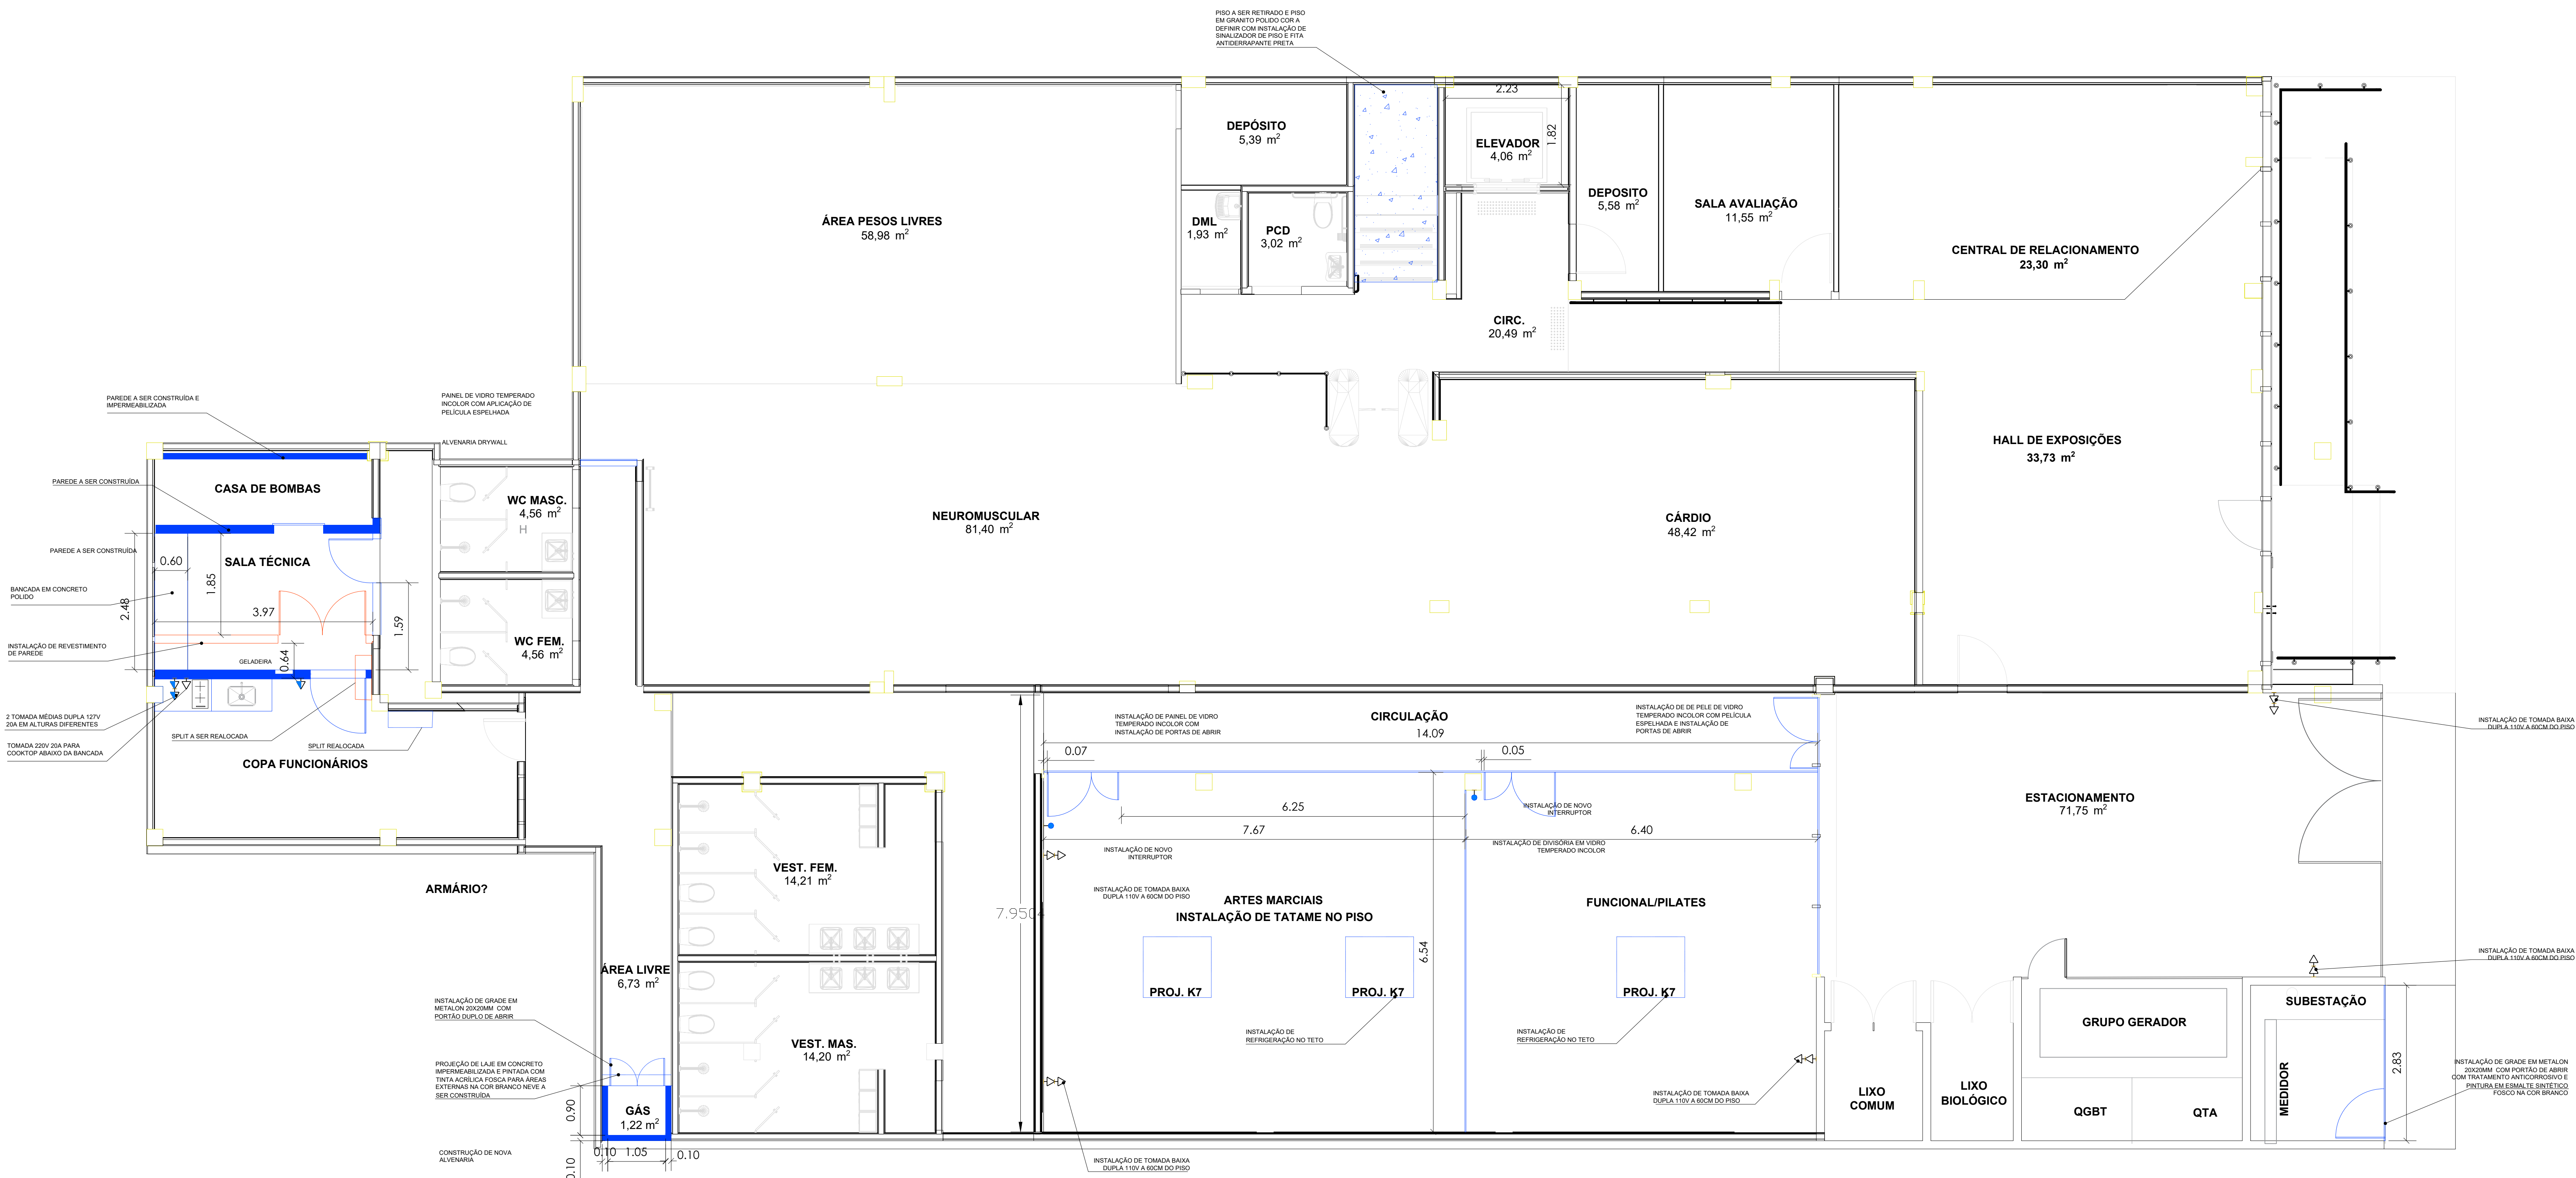 PISO A SER RETIRADO E PISO
EM GRANITO POLIDO COR A
DEFINIR COM INSTALAÇÃO DE
SINALIZADOR DE PISO E FITA
ANTIDERRAPANTE PRETA
2.23
1.82
DEPÓSITO
5,39 m²
ELEVADOR
4,06 m²
DEPOSITO
5,58 m²
SALA AVALIAÇÃO
11,55 m²
ÁREA PESOS LIVRES
58,98 m²
DML
1,93 m²
PCD
3,02 m²
CENTRAL DE RELACIONAMENTO
23,30 m²
CIRC.
20,49 m²
PAREDE A SER CONSTRUÍDA E
IMPERMEABILIZADA
PAINEL DE VIDRO TEMPERADO
INCOLOR COM APLICAÇÃO DE
PELÍCULA ESPELHADA
ALVENARIA DRYWALL
HALL DE EXPOSIÇÕES
33,73 m²
PAREDE A SER CONSTRUÍDA
CASA DE BOMBAS
WC MASC.
4,56 m²
H
NEUROMUSCULAR
81,40 m²
CÁRDIO
48,42 m²
PAREDE A SER CONSTRUÍDA
0.60
SALA TÉCNICA
1.85
BANCADA EM CONCRETO
POLIDO
2.48
3.97
1.59
INSTALAÇÃO DE REVESTIMENTO
DE PAREDE
GELADEIRA
0.64
WC FEM.
4,56 m²
2 TOMADA MÉDIAS DUPLA 127V
20A EM ALTURAS DIFERENTES
TOMADA 220V 20A PARA
COOKTOP ABAIXO DA BANCADA
SPLIT A SER REALOCADA
SPLIT REALOCADA
COPA FUNCIONÁRIOS
INSTALAÇÃO DE PAINEL DE VIDRO
TEMPERADO INCOLOR COM
INSTALAÇÃO DE PORTAS DE ABRIR
CIRCULAÇÃO
14.09
INSTALAÇÃO DE DE PELE DE VIDRO
TEMPERADO INCOLOR COM PELÍCULA
ESPELHADA E INSTALAÇÃO DE
PORTAS DE ABRIR
0.07
0.05
INSTALAÇÃO DE TOMADA BAIXA
DUPLA 110V A 60CM DO PISO
6.25
INSTALAÇÃO DE NOVO
INTERRUPTOR
7.67
6.40
INSTALAÇÃO DE DIVISÓRIA EM VIDRO
TEMPERADO INCOLOR
ESTACIONAMENTO
71,75 m²
INSTALAÇÃO DE NOVO
INTERRUPTOR
VEST. FEM.
14,21 m²
ARMÁRIO?
INSTALAÇÃO DE TOMADA BAIXA
DUPLA 110V A 60CM DO PISO
ARTES MARCIAIS
INSTALAÇÃO DE TATAME NO PISO
FUNCIONAL/PILATES
7.9504
6.54
INSTALAÇÃO DE TOMADA BAIXA
DUPLA 110V A 60CM DO PISO
ÁREA LIVRE
6,73 m²
PROJ. K7
PROJ. K7
PROJ. K7
INSTALAÇÃO DE GRADE EM
METALON 20X20MM COM
PORTÃO DUPLO DE ABRIR
SUBESTAÇÃO
GRUPO GERADOR
INSTALAÇÃO DE
REFRIGERAÇÃO NO TETO
INSTALAÇÃO DE
REFRIGERAÇÃO NO TETO
VEST. MAS.
14,20 m²
PROJEÇÃO DE LAJE EM CONCRETO
IMPERMEABILIZADA E PINTADA COM
TINTA ACRÍLICA FOSCA PARA ÁREAS
EXTERNAS NA COR BRANCO NEVE A
SER CONSTRUÍDA
2.83
INSTALAÇÃO DE GRADE EM METALON
20X20MM COM PORTÃO DE ABRIR
COM TRATAMENTO ANTICORROSIVO E
PINTURA EM ESMALTE SINTÉTICO
FOSCO NA COR BRANCO
MEDIDOR
INSTALAÇÃO DE TOMADA BAIXA
DUPLA 110V A 60CM DO PISO
LIXO
COMUM
LIXO
BIOLÓGICO
QGBT
QTA
0.90
GÁS
1,22 m²
0.10
1.05
0.10
0.10
CONSTRUÇÃO DE NOVA
ALVENARIA
INSTALAÇÃO DE TOMADA BAIXA
DUPLA 110V A 60CM DO PISO